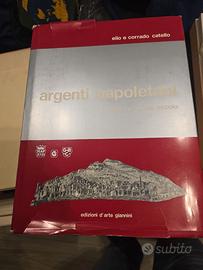 elio e corrado catello
argenti napoletani
edizioni d'arte giannini
subito